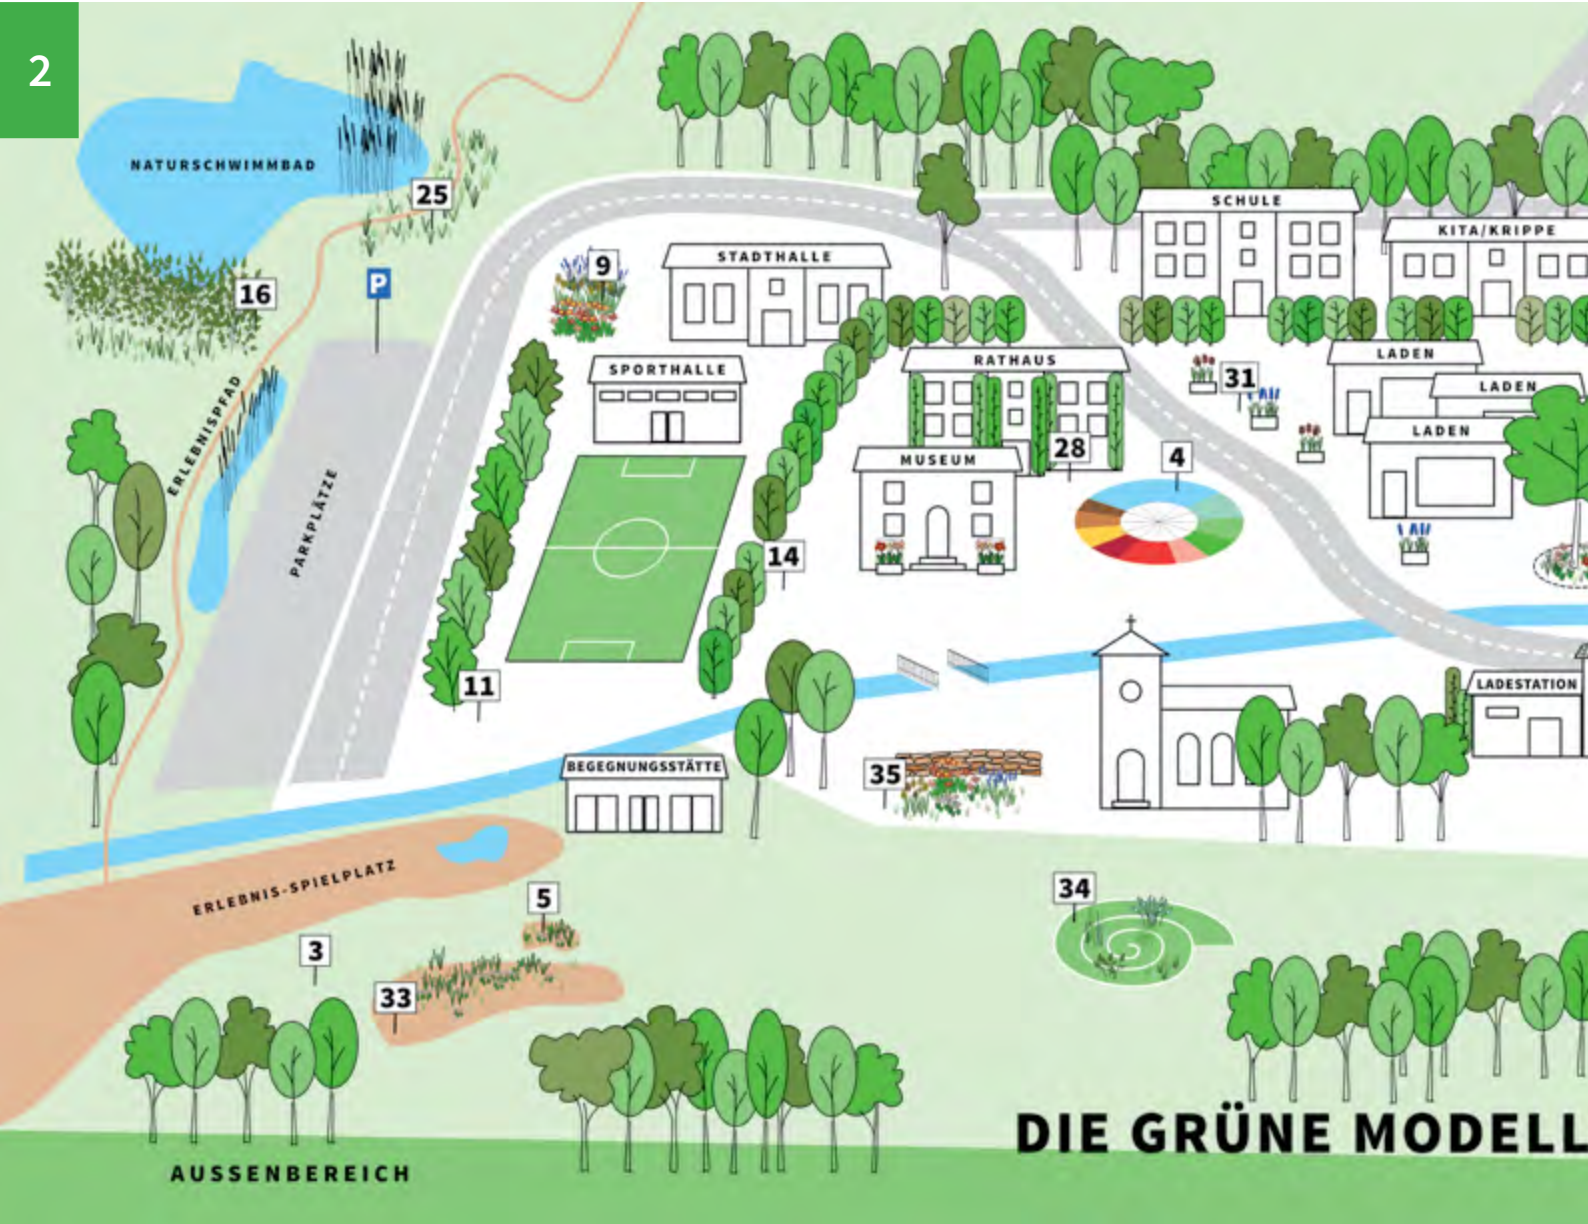 2
NATURSCHWIMMBAD
25
16
P
9
STADTHALLE
SCHULE
KITA/KRIPPE
SPORTHALLE
RATHAUS
31
LADEN
LADEN
LADEN
ERLEBNISPFAD
PARKPLÄTZE
MUSEUM
28
4
14
11
LADESTATION
BEGEGNUNGSSTÄTTE
35
ERLEBNIS-SPIELPLATZ
34
5
3
33
DIE GRÜNE MODELL
AUSSENBEREICH